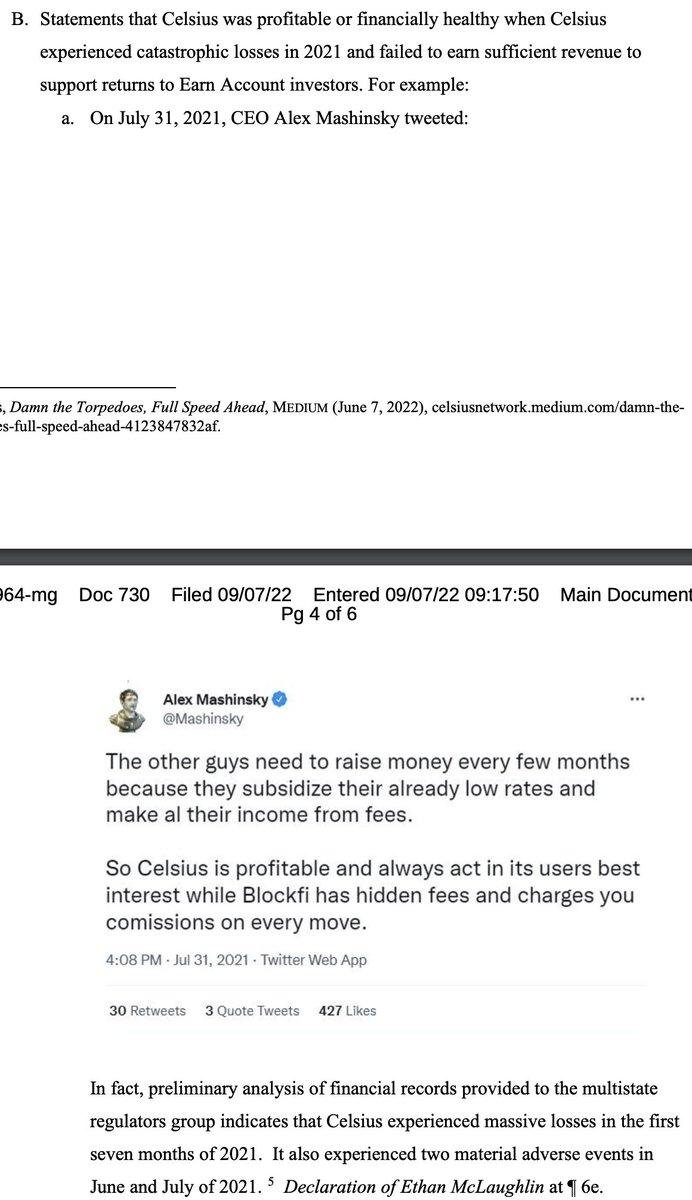 B. Statements that Celsius was profitable or financially healthy when Celsius
experienced catastrophic losses in 2021 and failed to earn sufficient revenue to
support returns to Earn Account investors. For example:
a. On July 31, 2021, CEO Alex Mashinsky tweeted:
, Damn the Torpedoes, Full Speed Ahead, MEDIUM (June 7, 2022), celsiusnetwork.medium.com/damn-the-
es-full-speed-ahead-4123847832af.
964-mg Doc 730 Filed 09/07/22 Entered 09/07/22 09:17:50 Main Document
Pg 4 of 6
Alex Mashinsky
@Mashinsky
The other guys need to raise money every few months
because they subsidize their already low rates and
make al their income from fees.
So Celsius is profitable and always act in its users best
interest while Blockfi has hidden fees and charges you
comissions on every move.
4:08 PM · Jul 31, 2021 · Twitter Web App
30 Retweets 3 Quote Tweets 427 Likes
In fact, preliminary analysis of financial records provided to the multistate
regulators group indicates that Celsius experienced massive losses in the first
seven months of 2021. It also experienced two material adverse events in
June and July of 2021. 5 Declaration of Ethan McLaughlin at ¶ 6e.